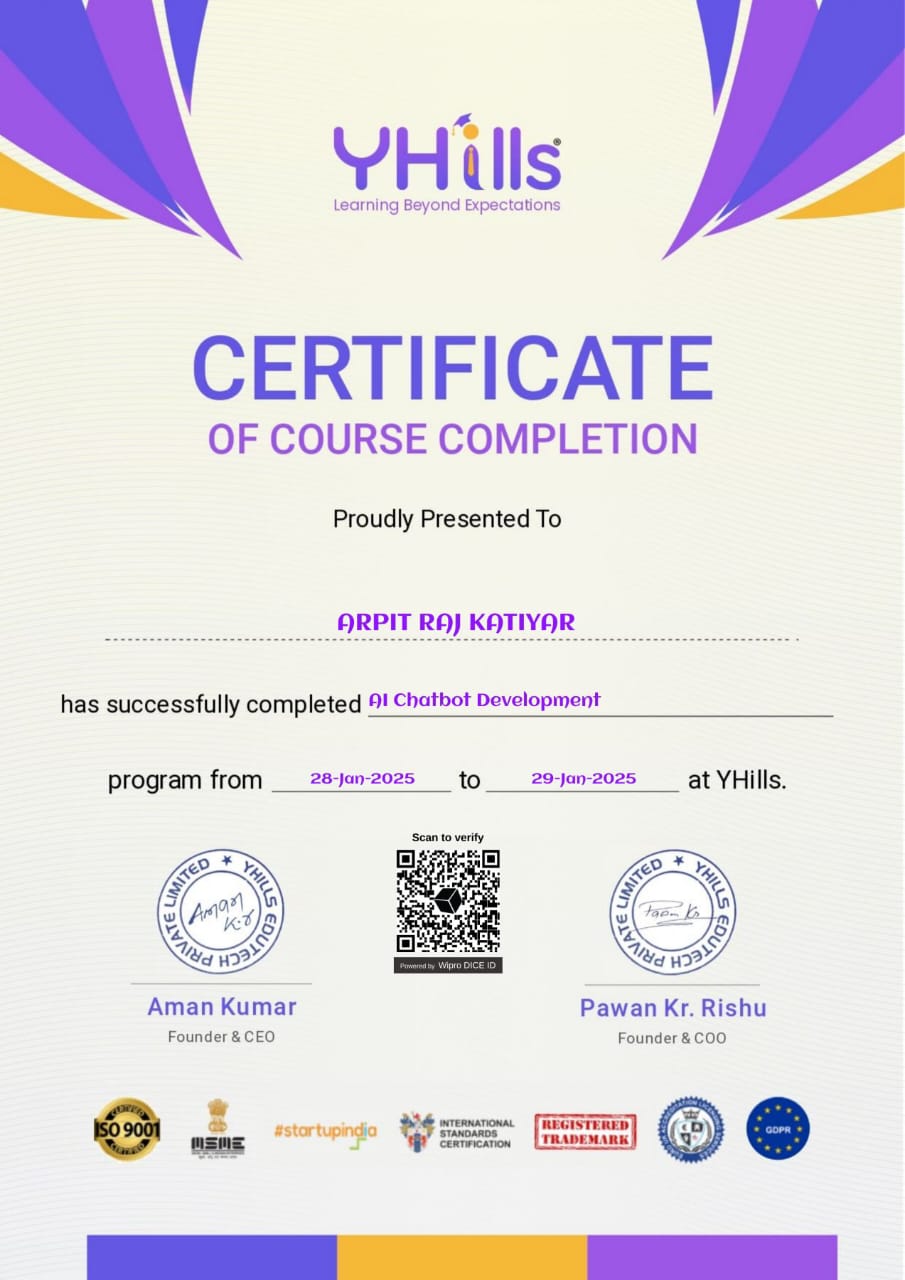 YHills®
Learning Beyond Expectations
CERTIFICATE
OF COURSE COMPLETION
Proudly Presented To
ARPIT RAJ KATIYAR
has successfully completed AI Chatbot Development
program from 28-Jan-2025 to 29-Jan-2025 at YHills.
Scan to verify
YHILLS EDUTECH PRIVATE LIMITED ★
Aman
K.r
YHILLS EDUTECH PRIVATE LIMITED ★
Pawan Kr.
Powered by Wipro DICE ID
Aman Kumar
Founder & CEO
Pawan Kr. Rishu
Founder & COO
CERTIFIED
ISO 9001
CERTIFIED
MSME
#startupindia
INTERNATIONAL
STANDARDS
CERTIFICATION
REGISTERED
TRADEMARK
GDPR